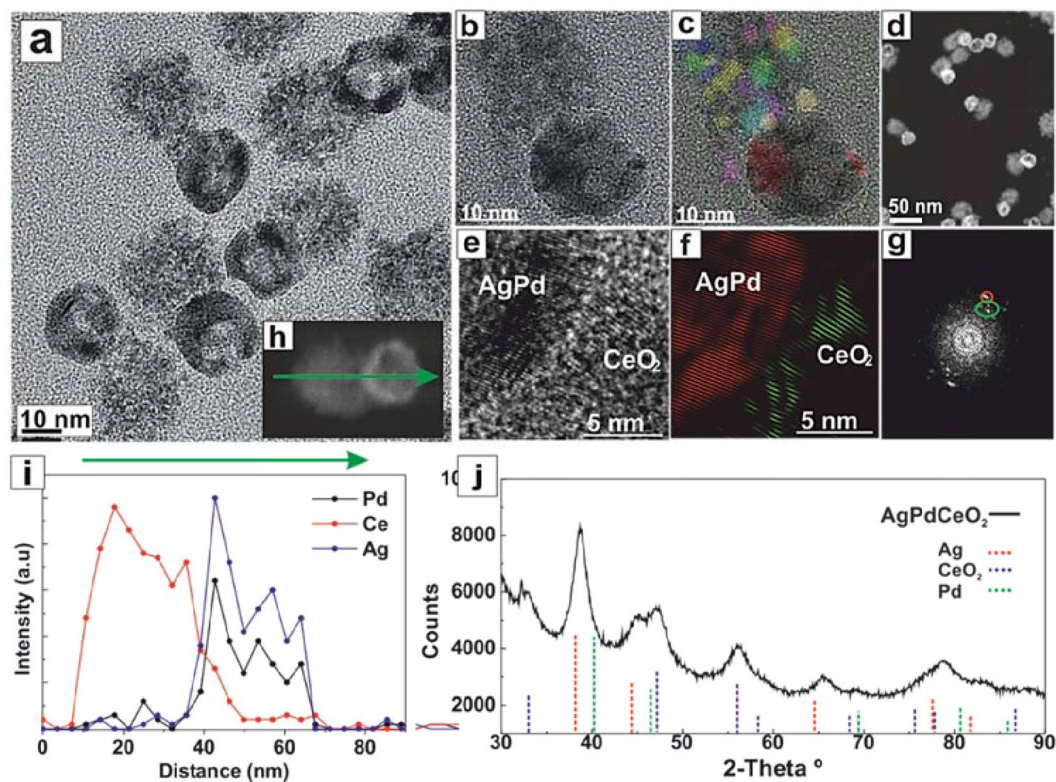 a
10 nm
h
b
10 nm
c
10 nm
d
50 nm
e
AgPd
CeO₂
5 nm
f
AgPd
CeO₂
5 nm
g
i
Pd
Ce
Ag
Intensity (a.u)
0 20 40 60 80
Distance (nm)
j
10
8000
6000
4000
2000
Counts
AgPdCeO₂
Ag
CeO₂
Pd
30 40 50 60 70 80 90
2-Theta º